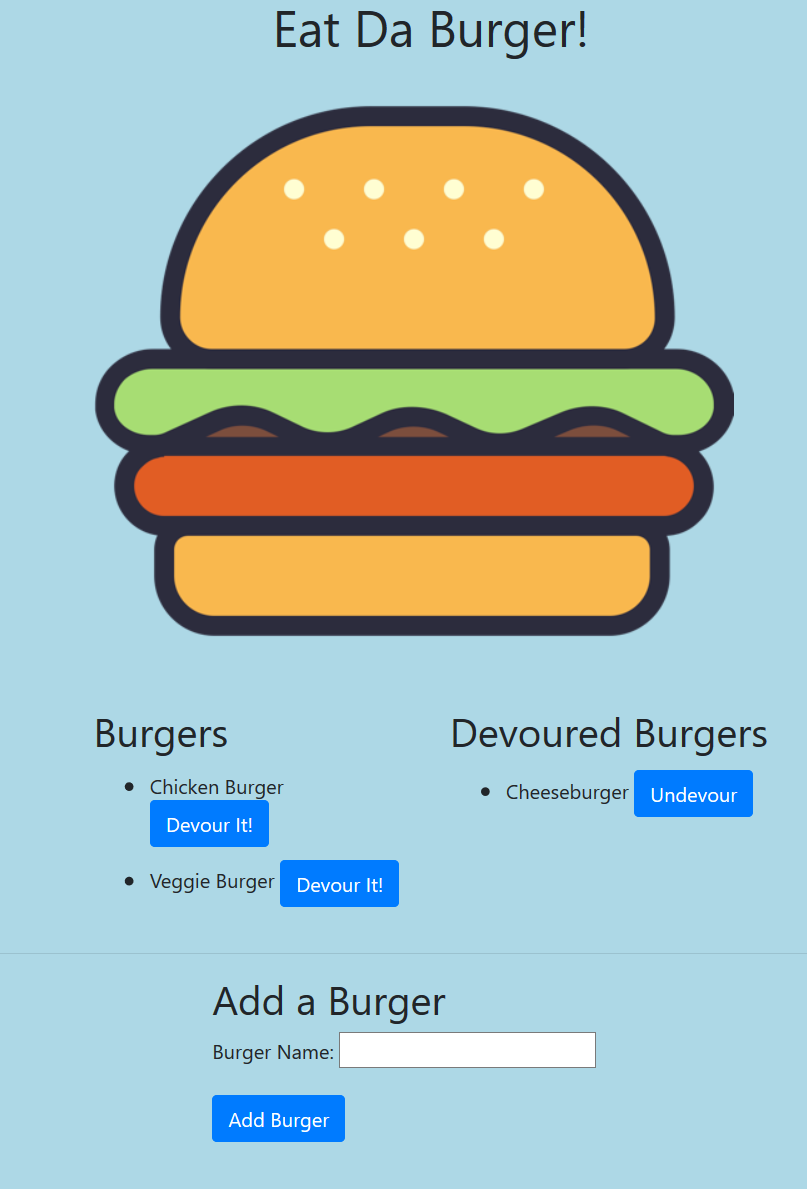 Eat Da Burger!
Burgers
Chicken Burger
Devour It!
Veggie Burger Devour It!
Devoured Burgers
Cheeseburger Undevour
Add a Burger
Burger Name:
Add Burger